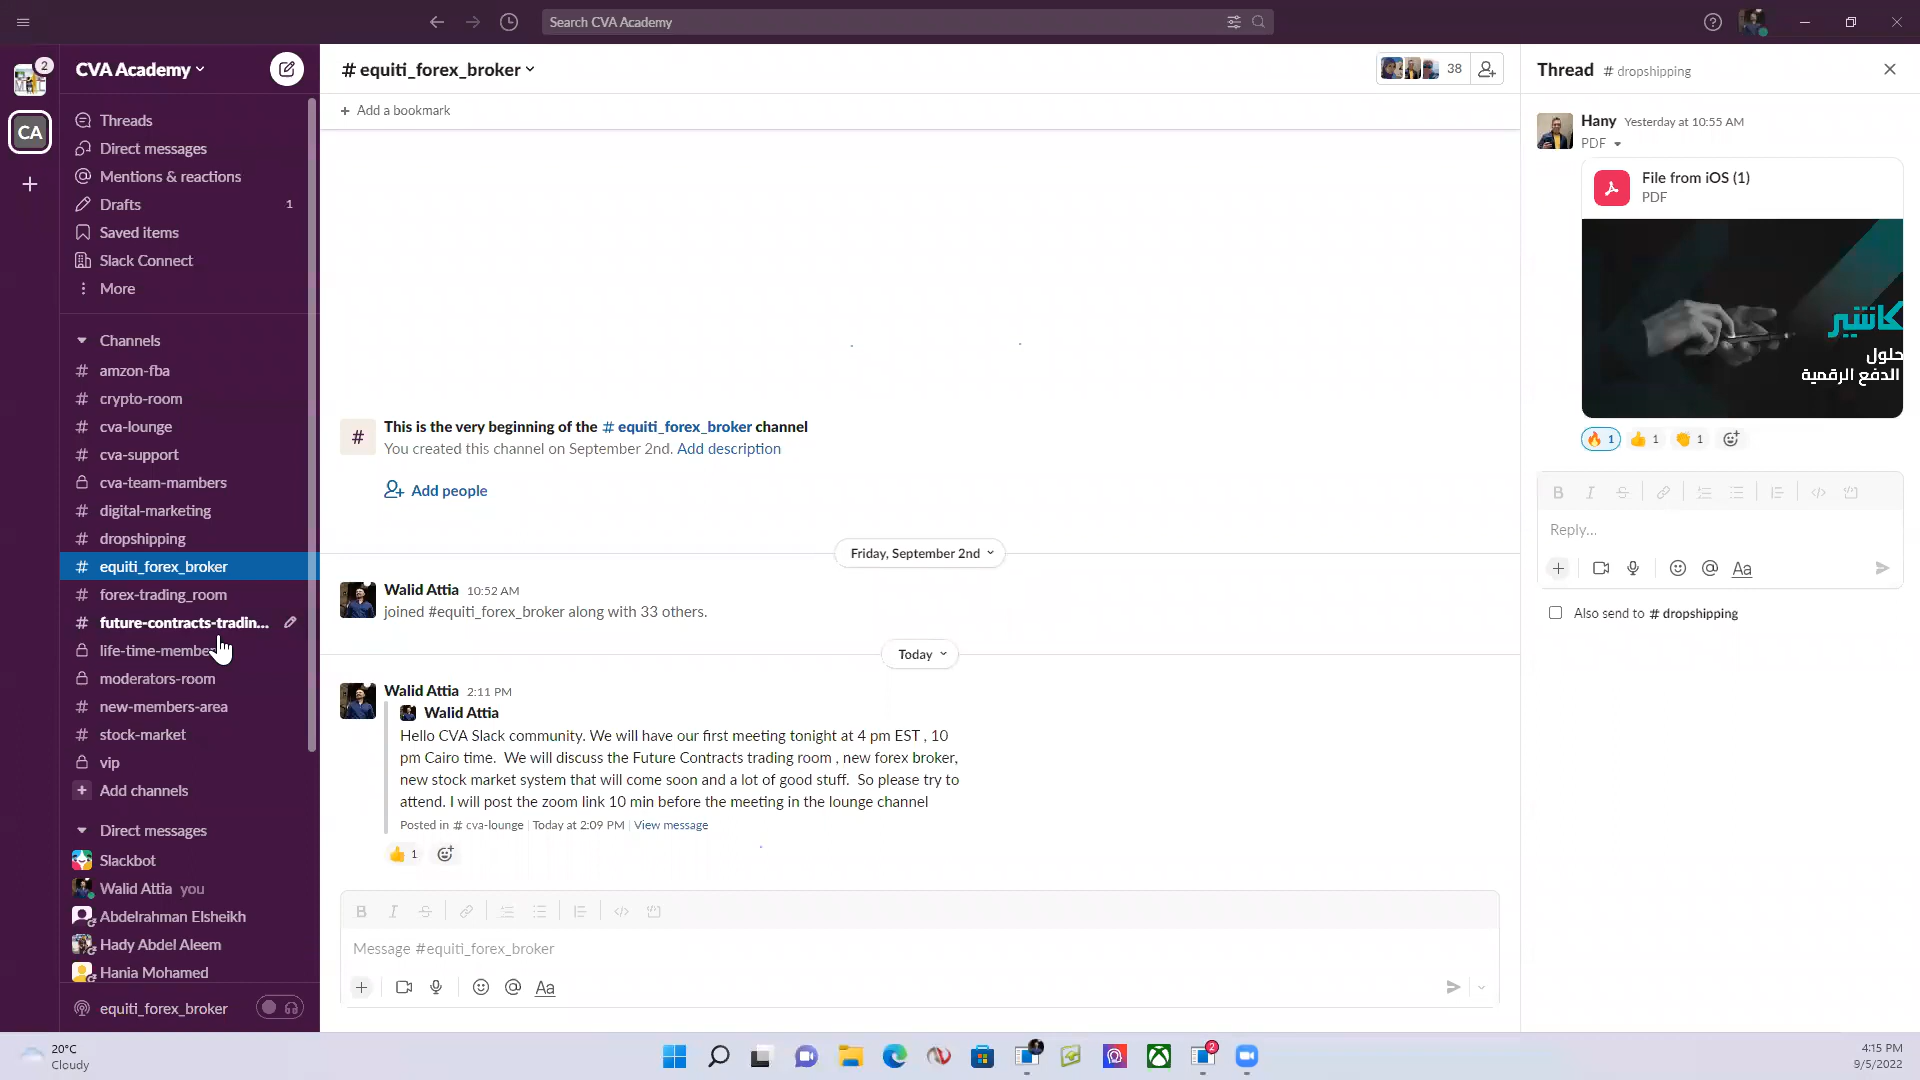 Search CVA Academy
2
CVA Academy
CA
Threads
Direct messages
Mentions & reactions
Drafts 1
Saved items
Slack Connect
More
Channels
# amzon-fba
# crypto-room
# cva-lounge
# cva-support
cva-team-mambers
# digital-marketing
# dropshipping
# equiti_forex_broker
# forex-trading_room
# future-contracts-tradin...
life-time-membe
moderators-room
# new-members-area
# stock-market
vip
+ Add channels
Direct messages
Slackbot
Walid Attia you
Abdelrahman Elsheikh
Hady Abdel Aleem
Hania Mohamed
equiti_forex_broker
# equiti_forex_broker
38
+ Add a bookmark
This is the very beginning of the # equiti_forex_broker channel
You created this channel on September 2nd. Add description
Add people
Friday, September 2nd
Walid Attia 10:52 AM
joined #equiti_forex_broker along with 33 others.
Today
Walid Attia 2:11 PM
Walid Attia
Hello CVA Slack community. We will have our first meeting tonight at 4 pm EST , 10
pm Cairo time. We will discuss the Future Contracts trading room , new forex broker,
new stock market system that will come soon and a lot of good stuff. So please try to
attend. I will post the zoom link 10 min before the meeting in the lounge channel
Posted in # cva-lounge | Today at 2:09 PM | View message
1
Message #equiti_forex_broker
Aa
Thread # dropshipping
Hany Yesterday at 10:55 AM
PDF
File from iOS (1)
PDF
كاشير
حلول
الدفع الرقمية
1 1 1
Reply...
Aa
Also send to # dropshipping
20°C
Cloudy
2
4:15 PM
9/5/2022